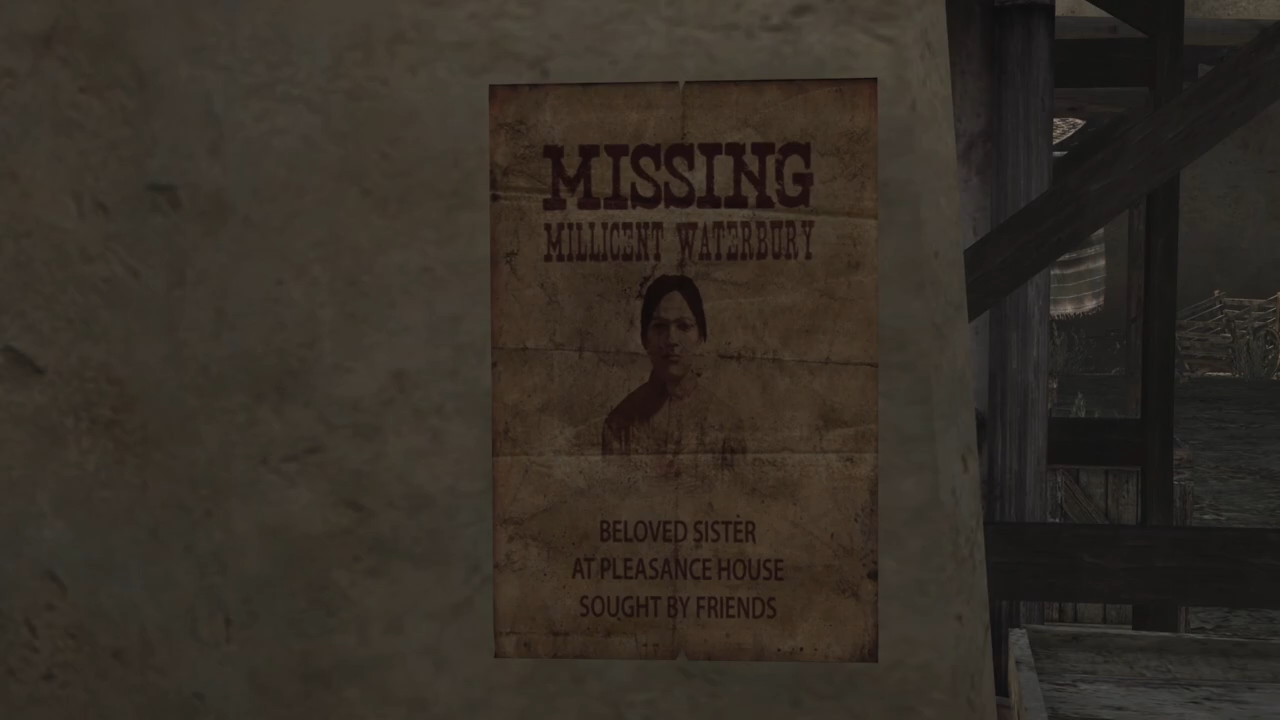 MISSING
MILLICENT WATERBURY
BELOVED SISTER
AT PLEASANCE HOUSE
SOUGHT BY FRIENDS